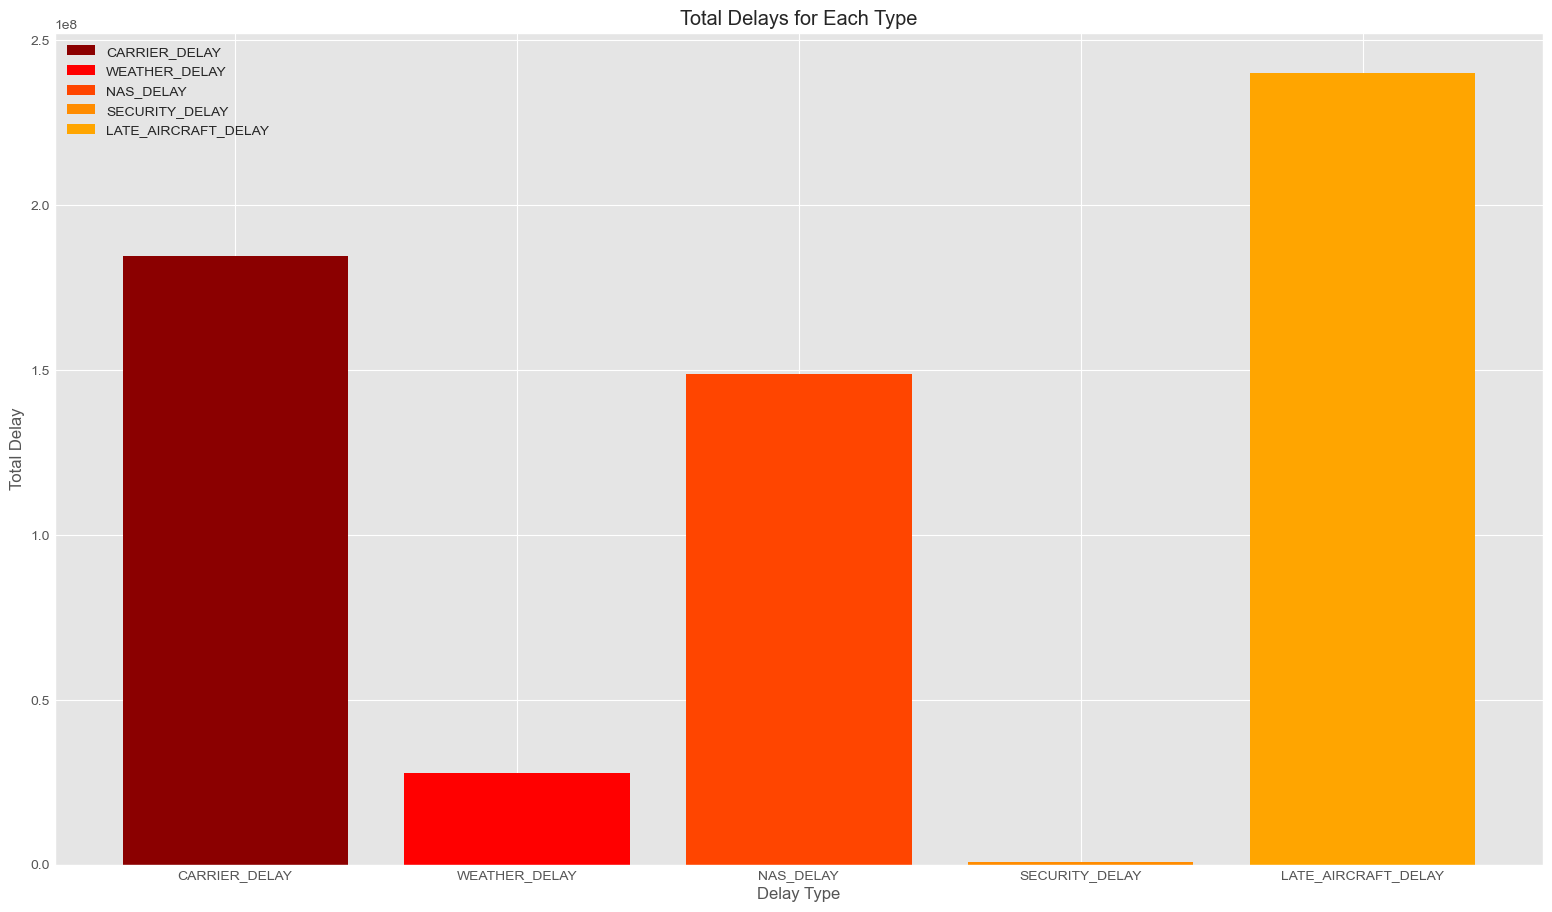 Total Delays for Each Type
1e8
2.5
2.0
1.5
1.0
0.5
0.0
Total Delay
CARRIER_DELAY
WEATHER_DELAY
NAS_DELAY
SECURITY_DELAY
LATE_AIRCRAFT_DELAY
CARRIER_DELAY WEATHER_DELAY NAS_DELAY SECURITY_DELAY LATE_AIRCRAFT_DELAY
Delay Type